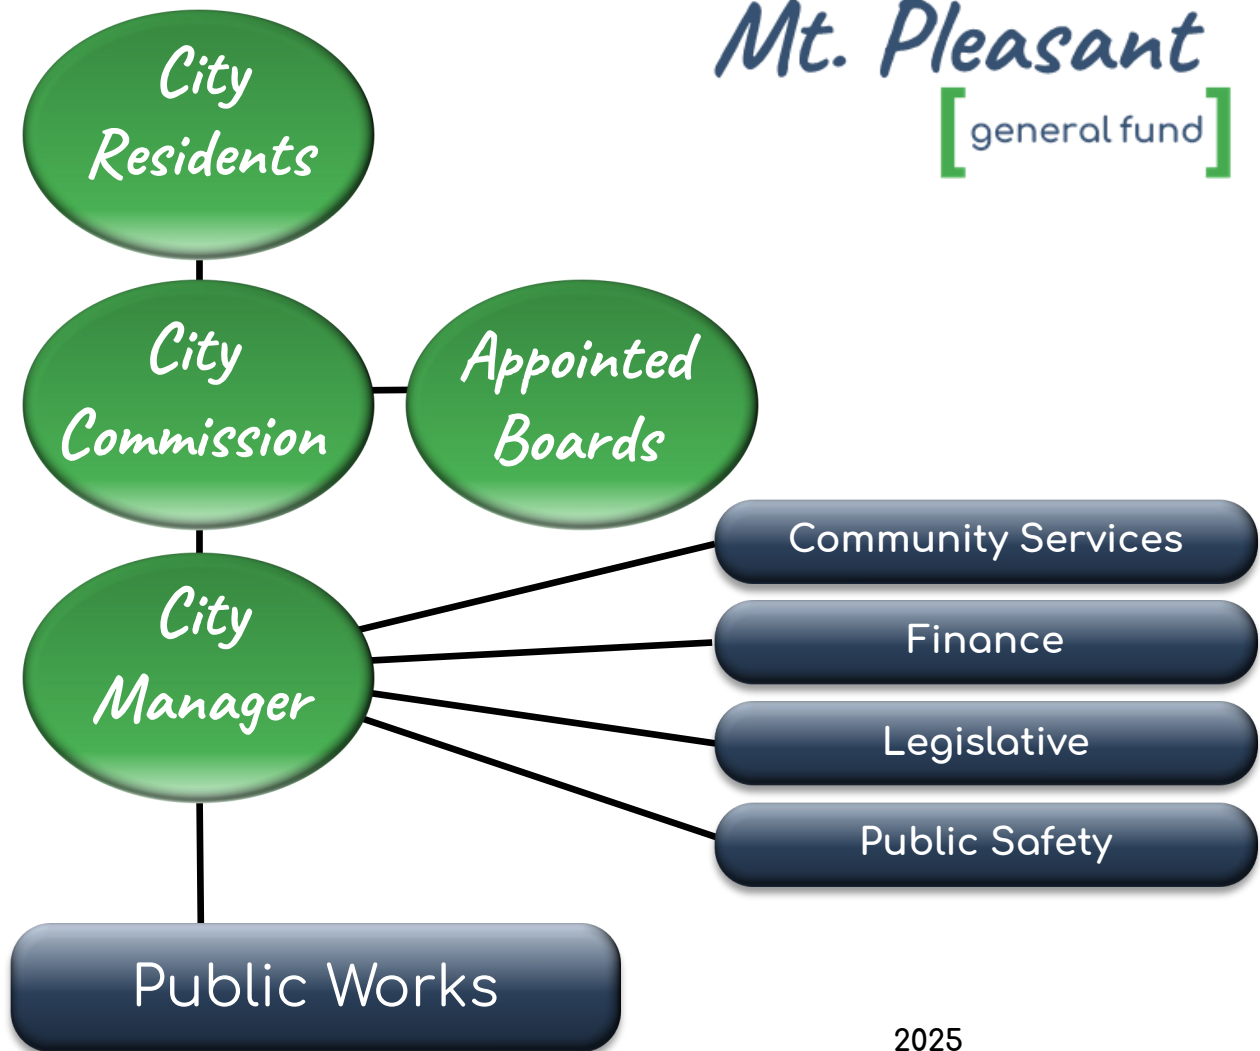 Mt. Pleasant
[general fund]
City
Residents
City
Commission
Appointed
Boards
City
Manager
Community Services
Finance
Legislative
Public Safety
Public Works
2025